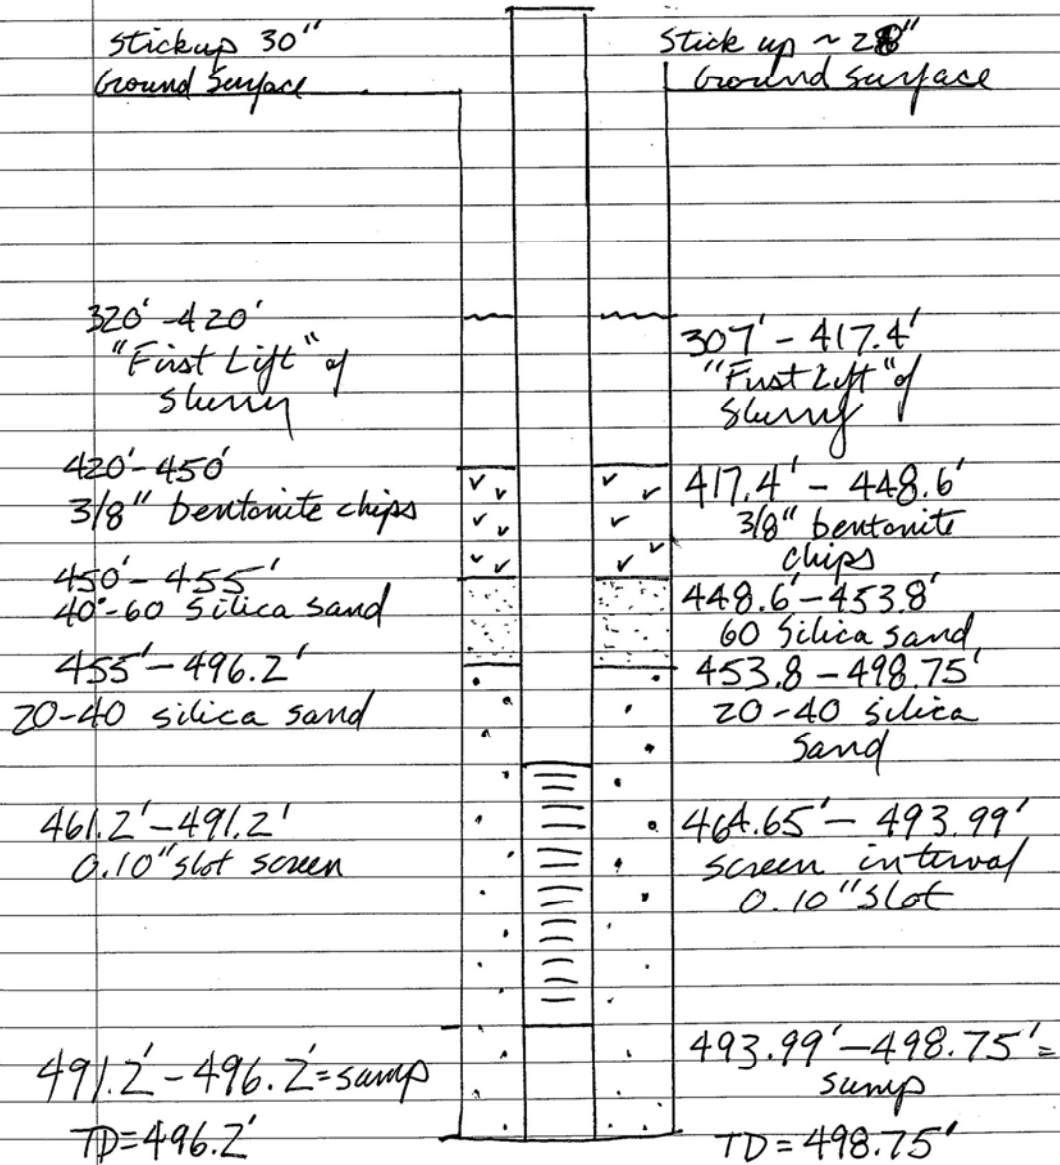 Stickup 30"
Ground Surface
320' - 420'
"First Lift" of
Slurry
420' - 450'
3/8" bentonite chips
450' - 455'
40-60 Silica sand
455' - 496.2'
20-40 silica sand
461.2' - 491.2'
0.10" slot screen
491.2' - 496.2' = sump
TD = 496.2'
Stick up ~ 28"
Ground surface
307' - 417.4'
"First Lift" of
Slurry
417.4' - 448.6'
3/8" bentonite
chips
448.6' - 453.8'
60 Silica sand
453.8 - 498.75'
20-40 silica
Sand
464.65' - 493.99'
screen interval
0.10" Slot
493.99' - 498.75' =
sump
TD = 498.75'